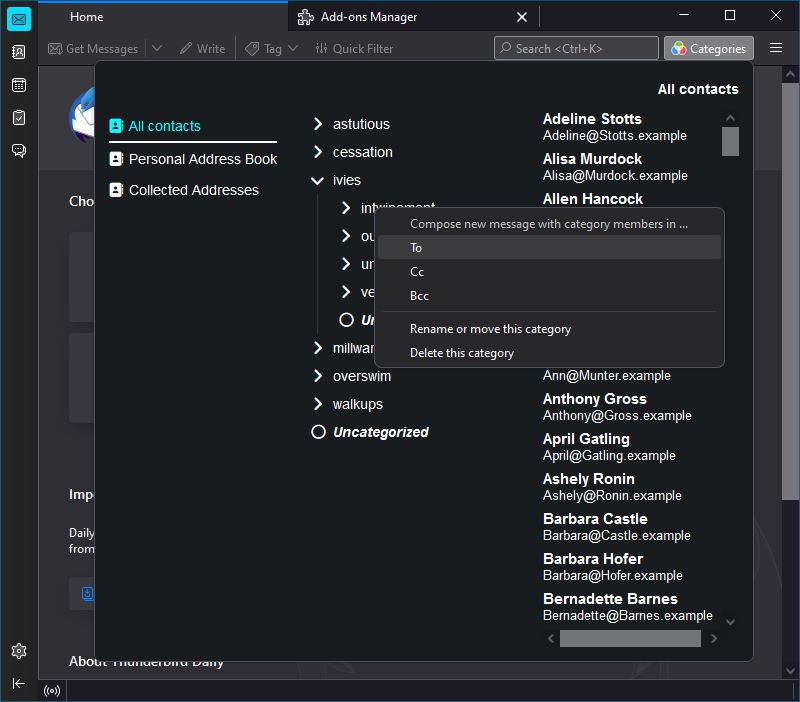 Home
Add-ons Manager
Get Messages
Write
Tag
Quick Filter
Search <Ctrl+K>
Categories
All contacts
All contacts
Personal Address Book
Collected Addresses
astutious
cessation
ivies
intwinement
millwar
overswim
walkups
Uncategorized
Compose new message with category members in ...
To
Cc
Bcc
Rename or move this category
Delete this category
Adeline Stotts
Adeline@Stotts.example
Alisa Murdock
Alisa@Murdock.example
Allen Hancock
Ann@Munter.example
Anthony Gross
Anthony@Gross.example
April Gatling
April@Gatling.example
Ashely Ronin
Ashely@Ronin.example
Barbara Castle
Barbara@Castle.example
Barbara Hofer
Barbara@Hofer.example
Bernadette Barnes
Bernadette@Barnes.example
Cho
Impo
Daily
from
About Thunderbird Daily